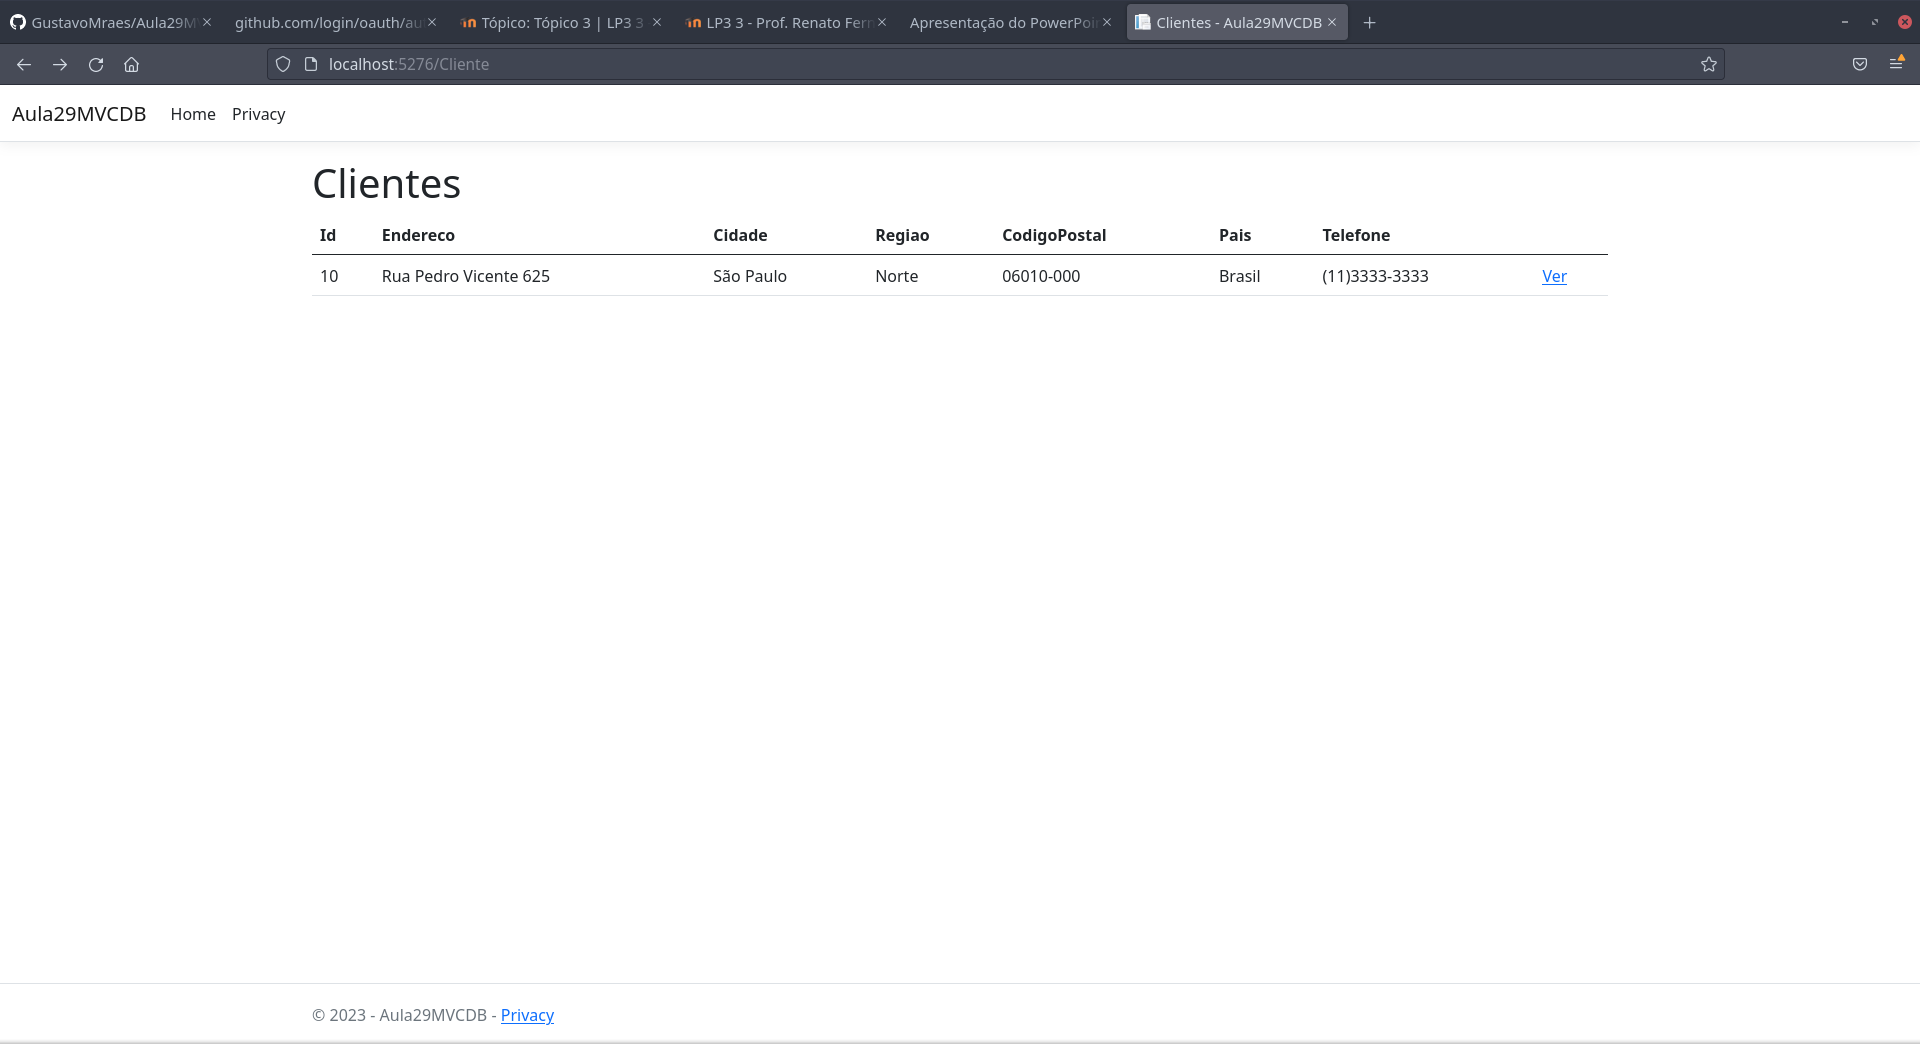 GustavoMraes/Aula29M github.com/login/oauth/au Tópico: Tópico 3 | LP3 3 LP3 3 - Prof. Renato Fern Apresentação do PowerPoi Clientes - Aula29MVCDB
localhost:5276/Cliente
Aula29MVCDB Home Privacy
Clientes
Id Endereco Cidade Regiao CodigoPostal Pais Telefone
10 Rua Pedro Vicente 625 São Paulo Norte 06010-000 Brasil (11)3333-3333 Ver
© 2023 - Aula29MVCDB - Privacy